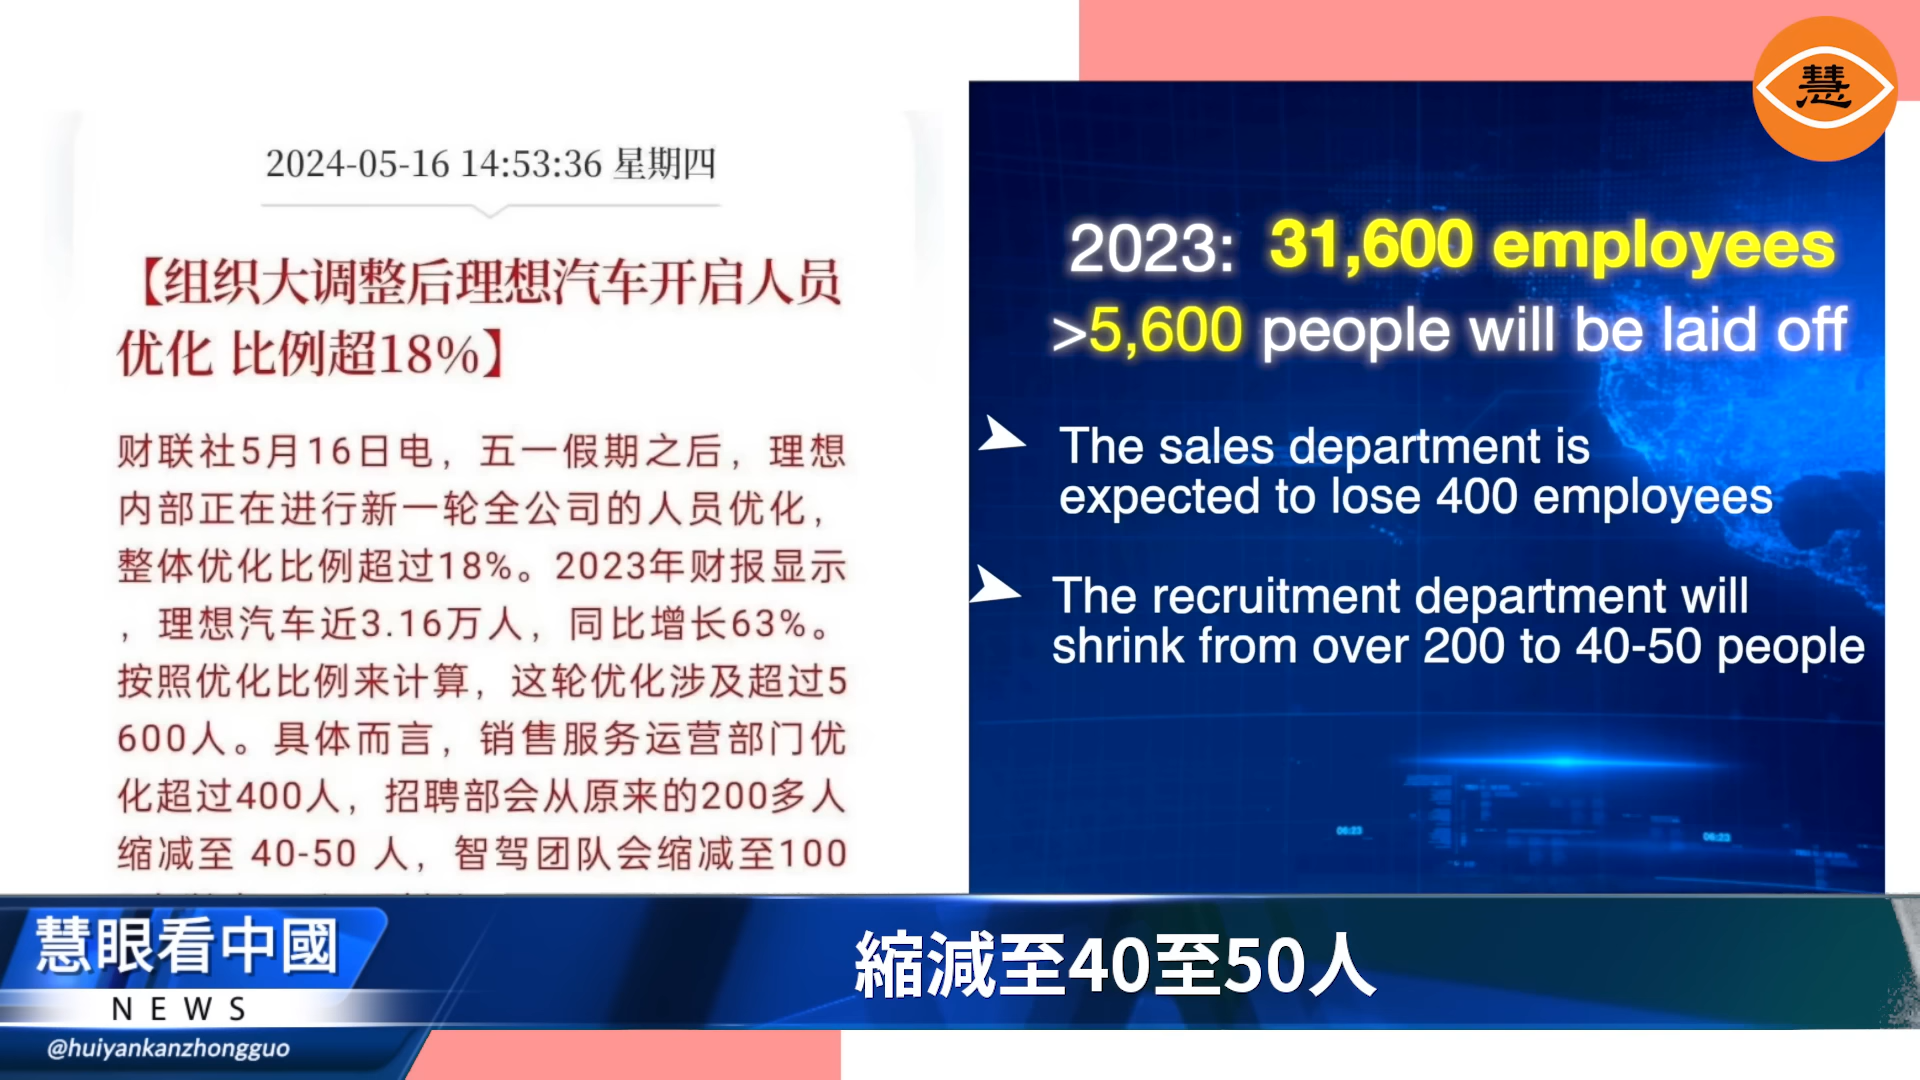 慧
2024-05-16 14:53:36 星期四
【组织大调整后理想汽车开启人员
优化 比例超18%】
财联社5月16日电，五一假期之后，理想
内部正在进行新一轮全公司的人员优化，
整体优化比例超过18%。2023年财报显示
，理想汽车近3.16万人，同比增长63%。
按照优化比例来计算，这轮优化涉及超过5
600人。具体而言，销售服务运营部门优
化超过400人，招聘部会从原来的200多人
缩减至 40-50 人，智驾团队会缩减至100
2023: 31,600 employees
>5,600 people will be laid off
The sales department is
expected to lose 400 employees
The recruitment department will
shrink from over 200 to 40-50 people
06:23
06:23
慧眼看中國
NEWS
@huiyankanzhongguo
縮減至40至50人